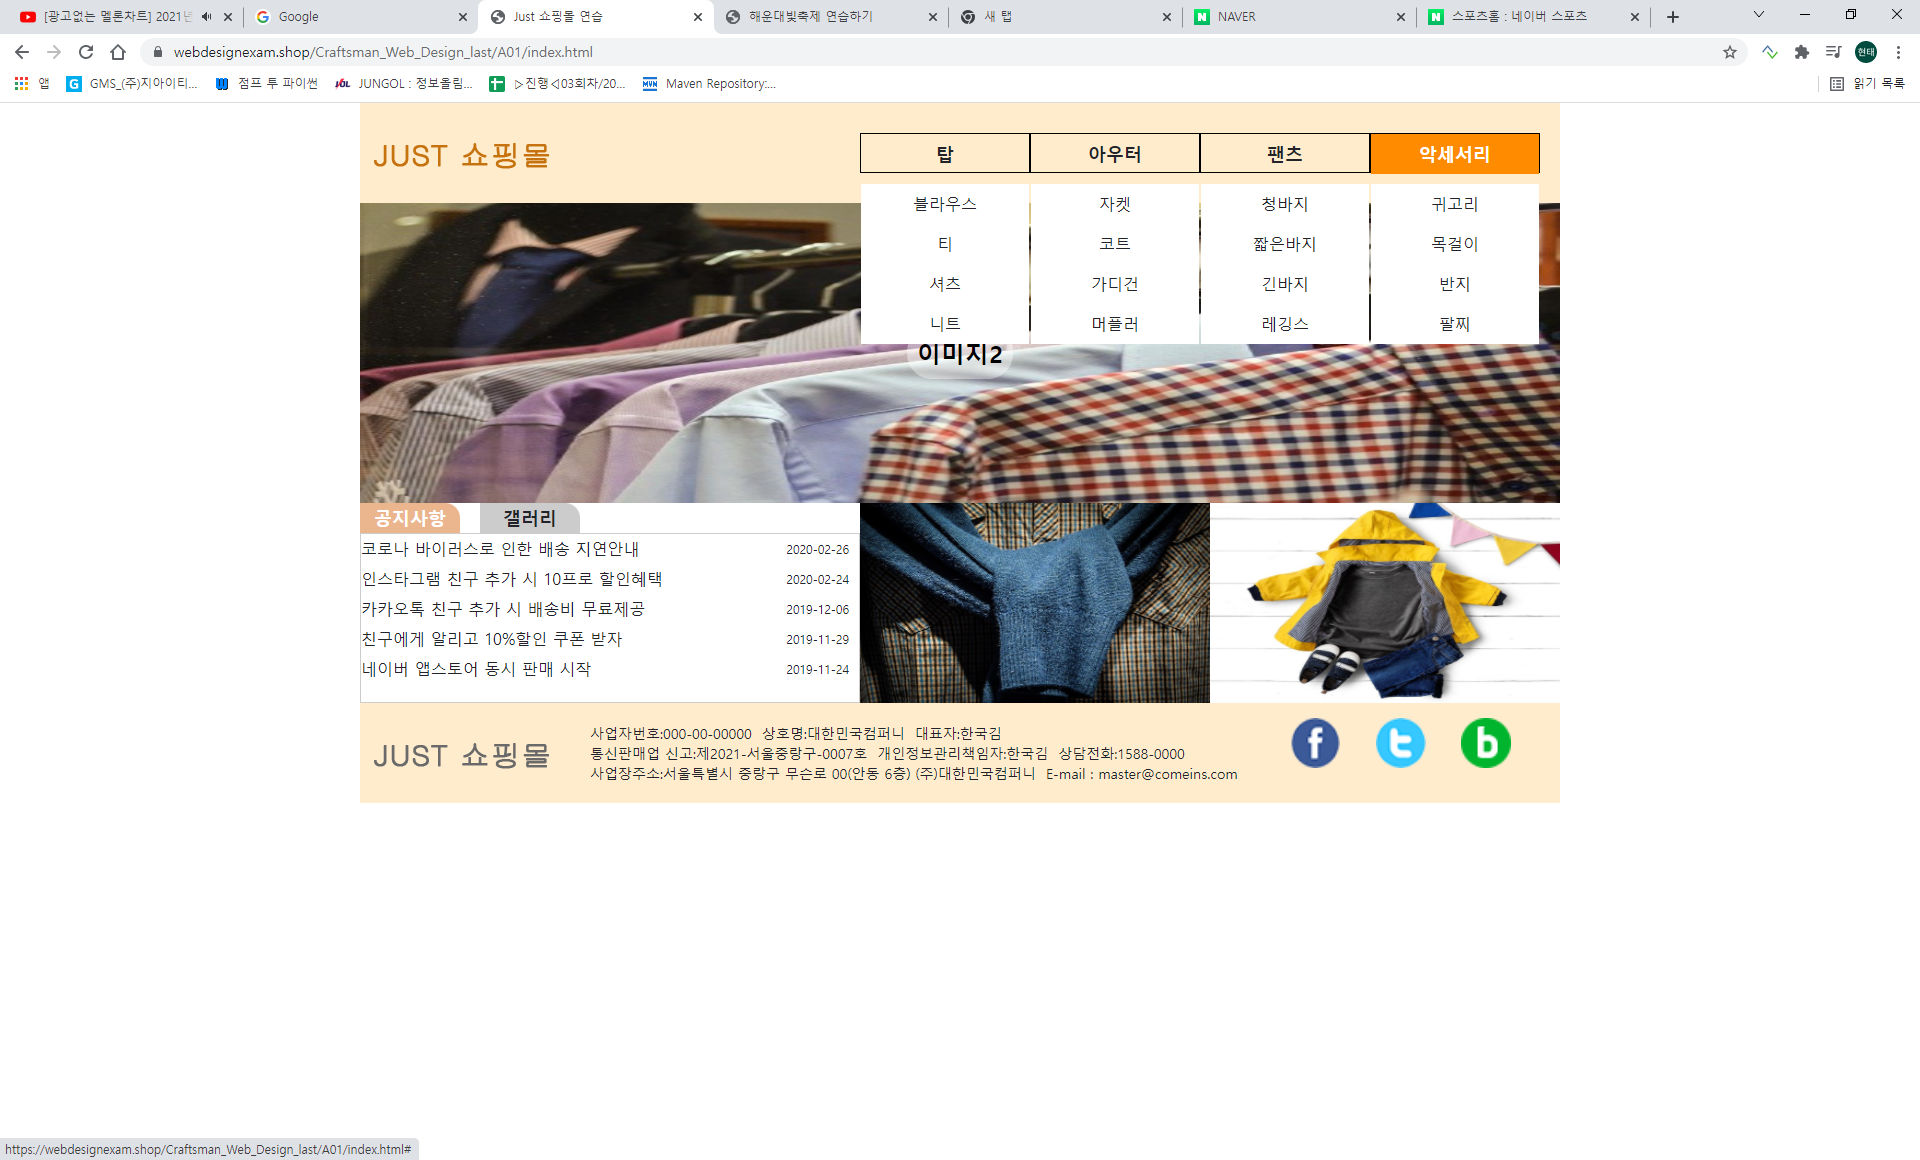 [광고없는 멜론차트] 2021년
Google
Just 쇼핑몰 연습
해운대빛축제 연습하기
새 탭
NAVER
스포츠홈 : 네이버 스포츠
webdesignexam.shop/Craftsman_Web_Design_last/A01/index.html
현태
앱
GMS_(주)지아이티...
점프 투 파이썬
JUNGOL : 정보올림...
▷진행◁03회차/20...
Maven Repository:...
읽기 목록
JUST 쇼핑몰
탑 아우터 팬츠 악세서리
블라우스 자켓 청바지 귀고리
티 코트 짧은바지 목걸이
셔츠 가디건 긴바지 반지
니트 머플러 레깅스 팔찌
이미지2
공지사항 갤러리
코로나 바이러스로 인한 배송 지연안내 2020-02-26
인스타그램 친구 추가 시 10프로 할인혜택 2020-02-24
카카오톡 친구 추가 시 배송비 무료제공 2019-12-06
친구에게 알리고 10%할인 쿠폰 받자 2019-11-29
네이버 앱스토어 동시 판매 시작 2019-11-24
JUST 쇼핑몰
사업자번호:000-00-00000 상호명:대한민국컴퍼니 대표자:한국김
통신판매업 신고:제2021-서울중랑구-0007호 개인정보관리책임자:한국김 상담전화:1588-0000
사업장주소:서울특별시 중랑구 무슨로 00(안동 6층) (주)대한민국컴퍼니 E-mail : master@comeins.com
https://webdesignexam.shop/Craftsman_Web_Design_last/A01/index.html#